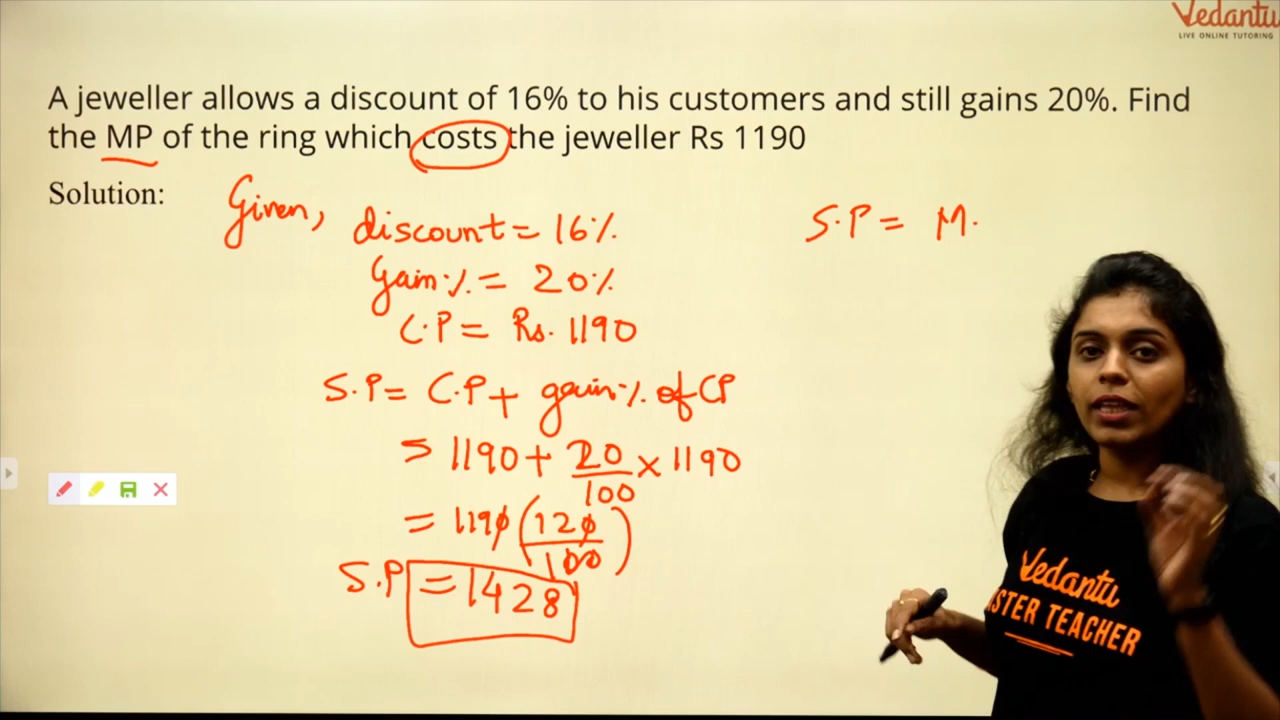 Vedantu
LIVE ONLINE TUTORING
A jeweller allows a discount of 16% to his customers and still gains 20%. Find
the MP of the ring which costs the jeweller Rs 1190
Solution:
Given, discount = 16%
Gain% = 20%
C.P = Rs. 1190
S.P = C.P + gain% of CP
= 1190 + 20/100 × 1190
= 1190 (120/100)
S.P = 1428
S.P = M.
Vedantu
STER TEACHER